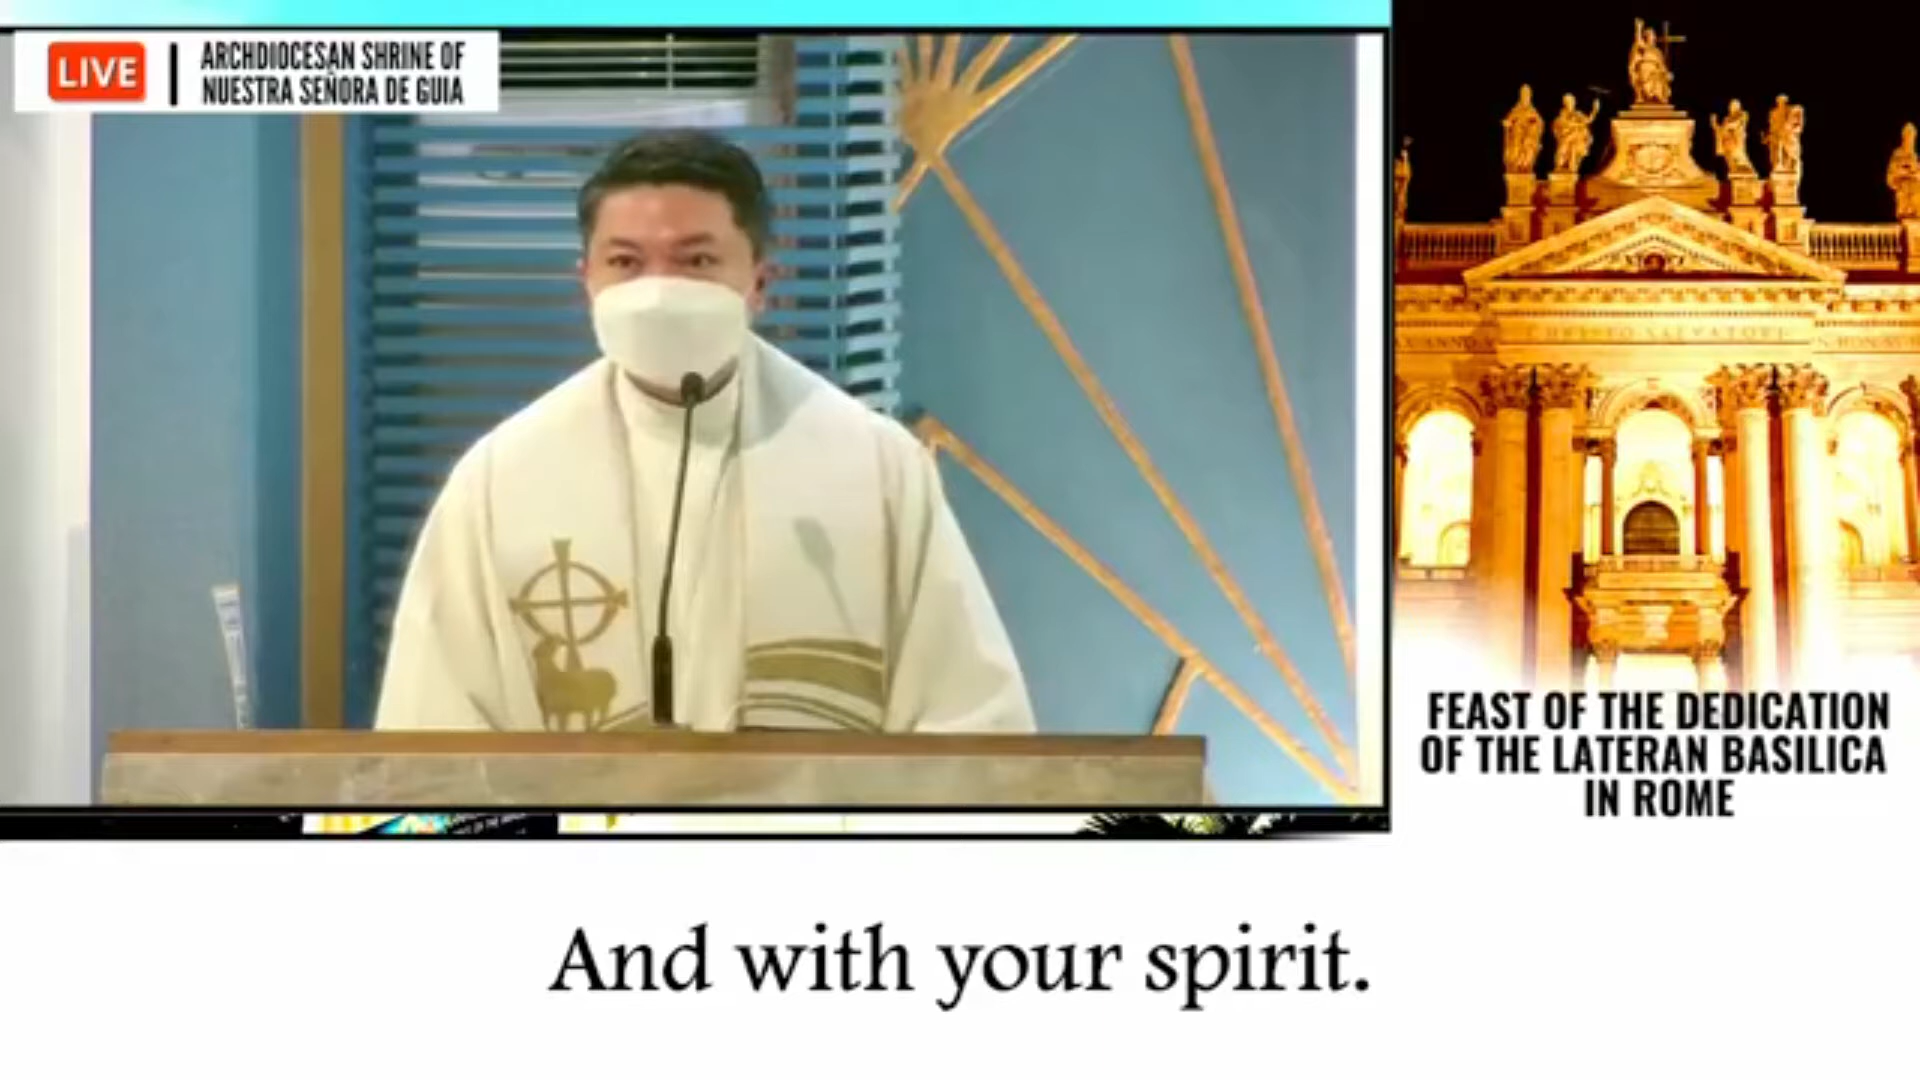 LIVE
ARCHDIOCESAN SHRINE OF
NUESTRA SEÑORA DE GUIA
FEAST OF THE DEDICATION
OF THE LATERAN BASILICA
IN ROME
And with your spirit.